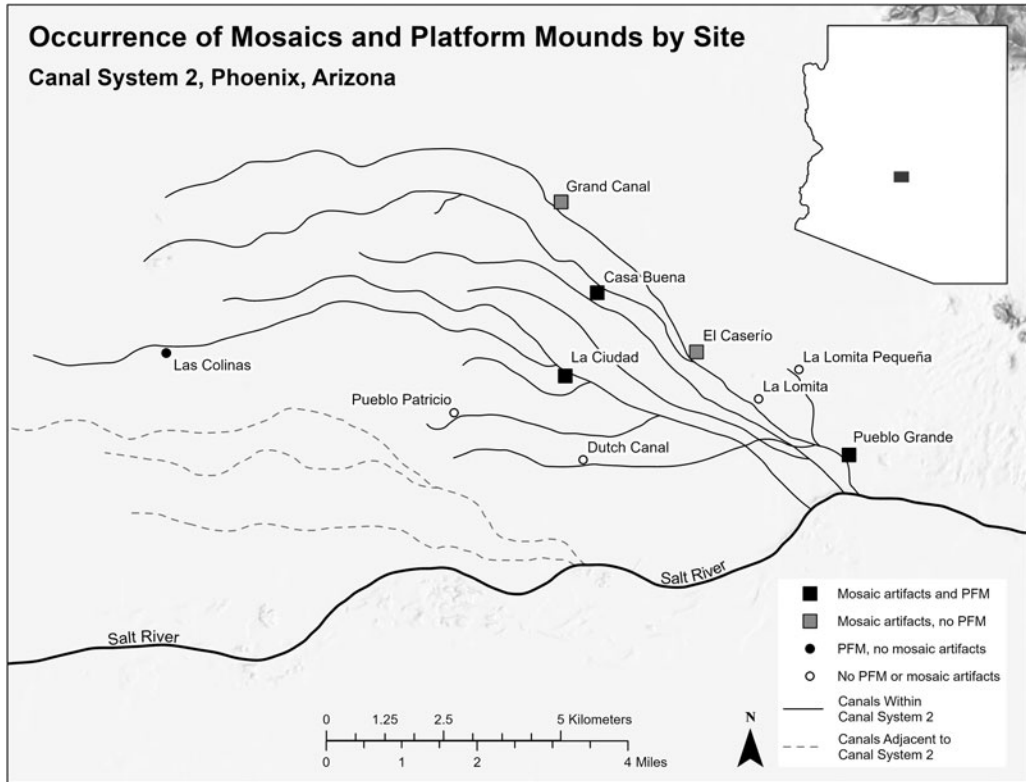 Occurrence of Mosaics and Platform Mounds by Site
Canal System 2, Phoenix, Arizona
Grand Canal
Casa Buena
El Caserío
La Lomita Pequeña
Las Colinas
La Ciudad
La Lomita
Pueblo Patricio
Dutch Canal
Pueblo Grande
Salt River
Salt River
Mosaic artifacts and PFM
Mosaic artifacts, no PFM
PFM, no mosaic artifacts
No PFM or mosaic artifacts
Canals Within
Canal System 2
Canals Adjacent to
Canal System 2
0 1.25 2.5 5 Kilometers
0 1 2 4 Miles
N